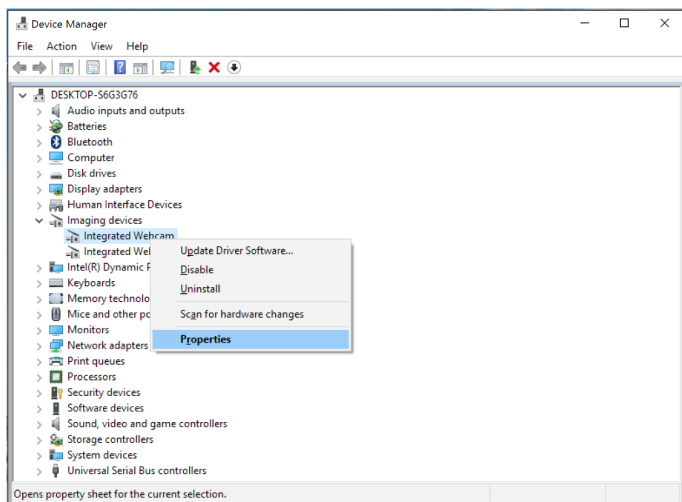 Device Manager
File Action View Help
DESKTOP-S6G3G76
Audio inputs and outputs
Batteries
Bluetooth
Computer
Disk drives
Display adapters
Human Interface Devices
Imaging devices
Integrated Webcam
Integrated Wel
Update Driver Software...
Intel(R) Dynamic P
Disable
Keyboards
Uninstall
Memory technolo
Mice and other po
Scan for hardware changes
Monitors
Network adapters
Properties
Print queues
Processors
Security devices
Software devices
Sound, video and game controllers
Storage controllers
System devices
Universal Serial Bus controllers
Opens property sheet for the current selection.